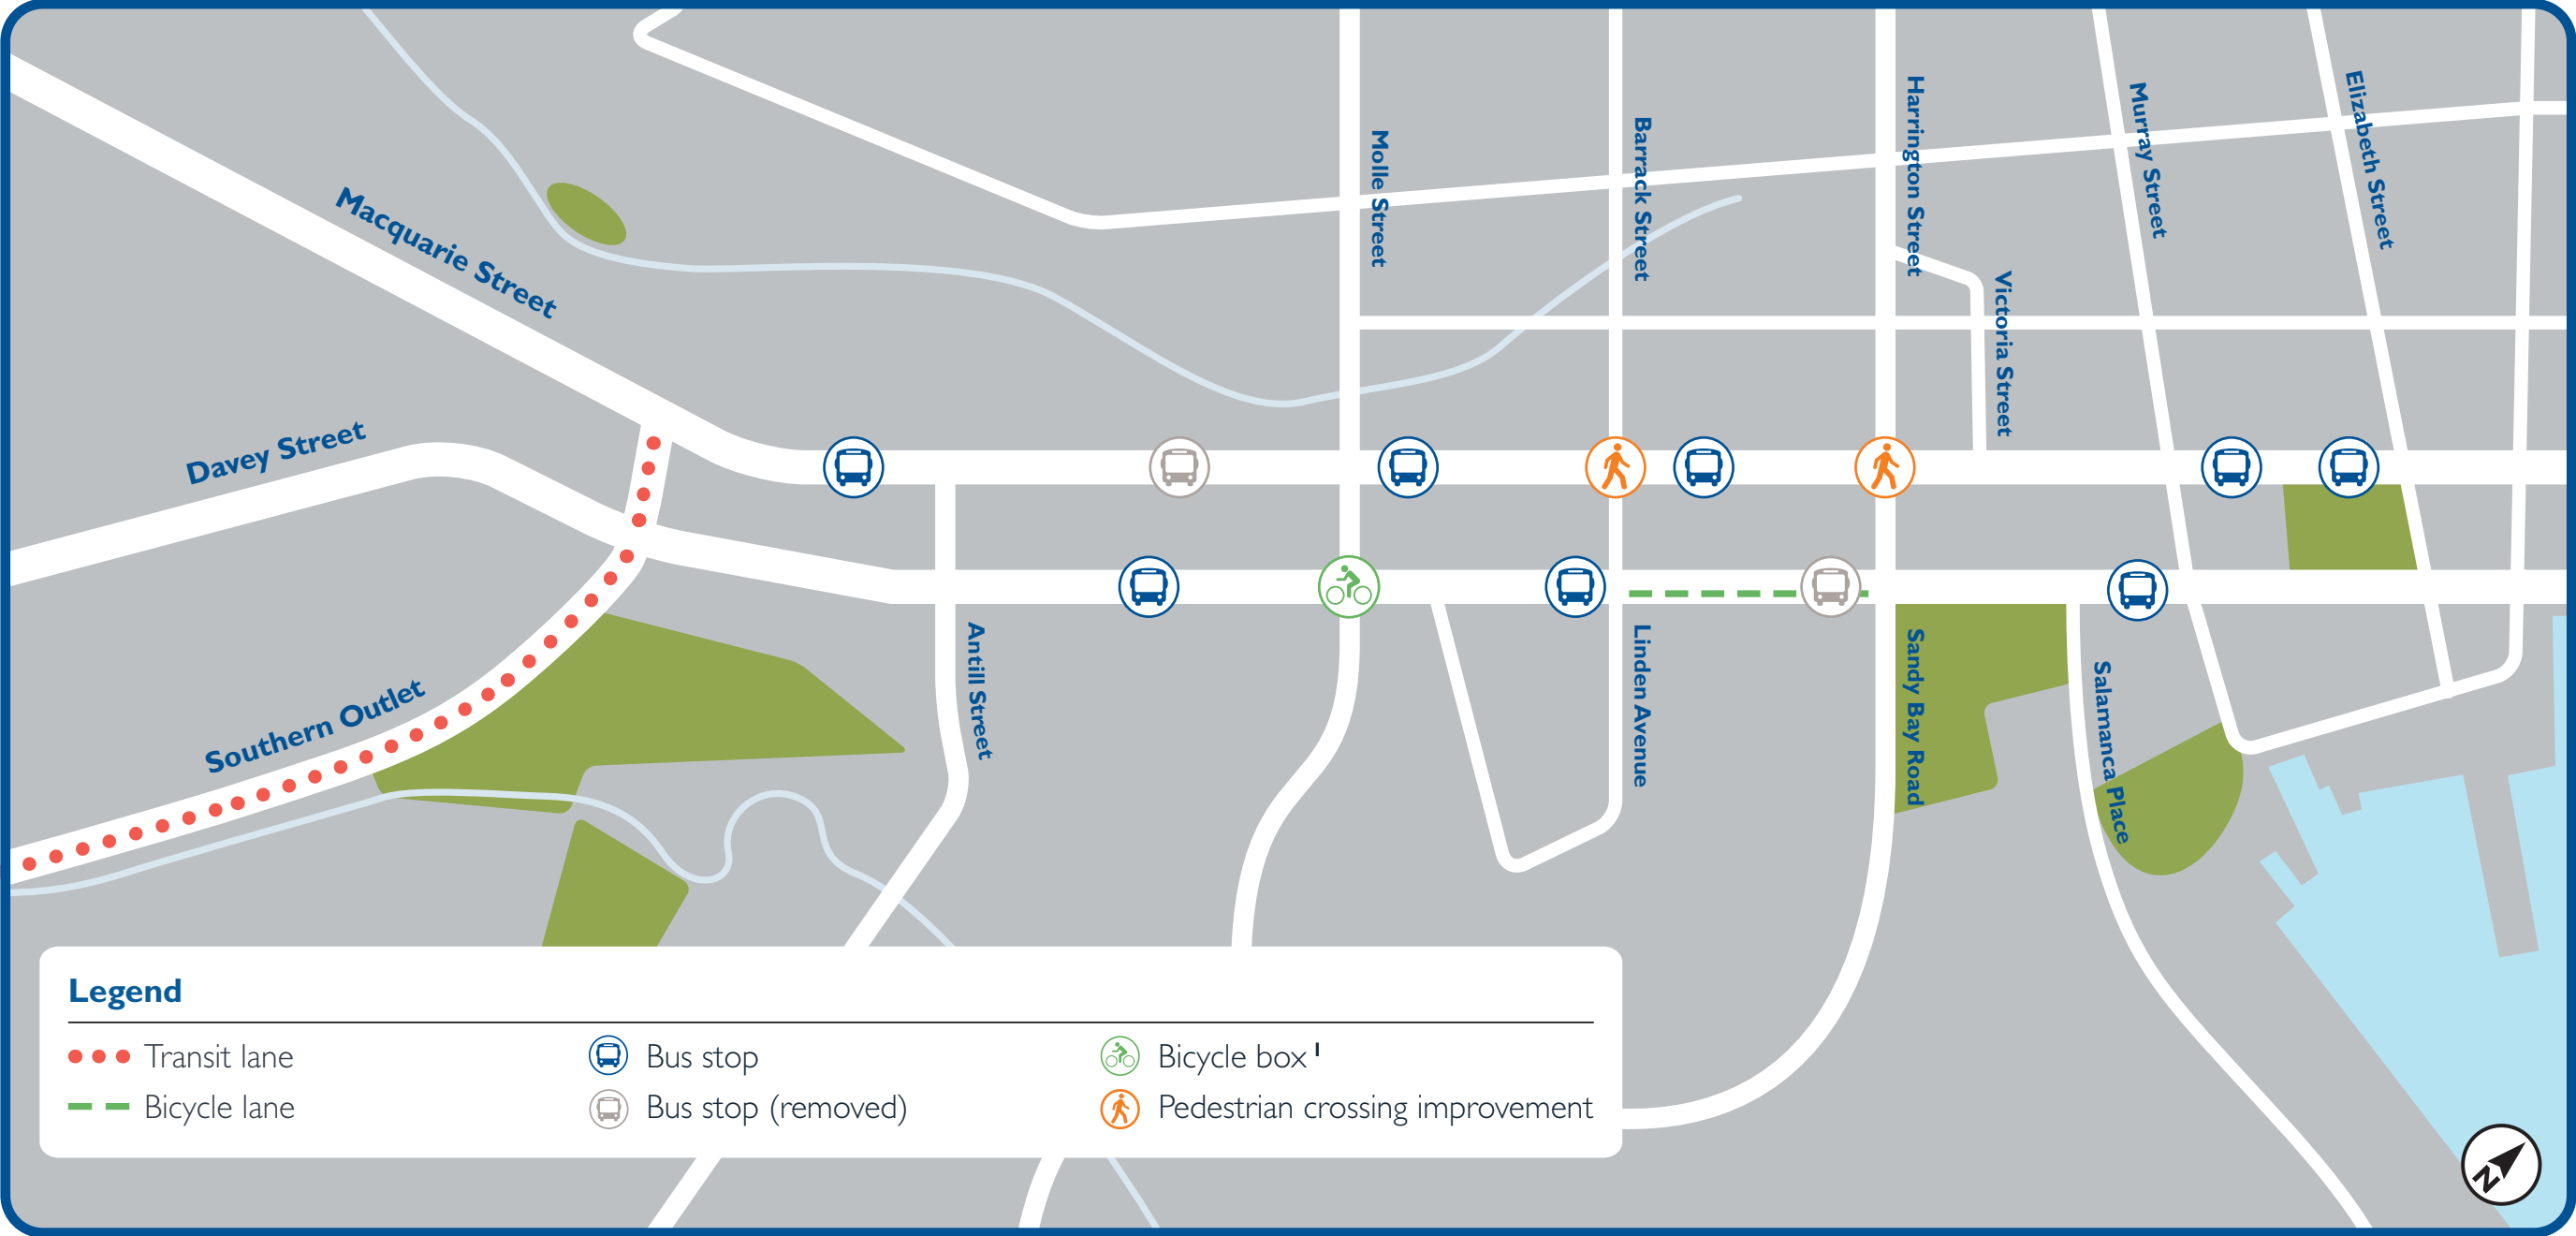 Macquarie Street
Davey Street
Southern Outlet
Antill Street
Molle Street
Barrack Street
Linden Avenue
Harrington Street
Sandy Bay Road
Victoria Street
Salamanca Place
Murray Street
Elizabeth Street
Legend
Transit lane
Bicycle lane
Bus stop
Bus stop (removed)
Bicycle box 1
Pedestrian crossing improvement
N